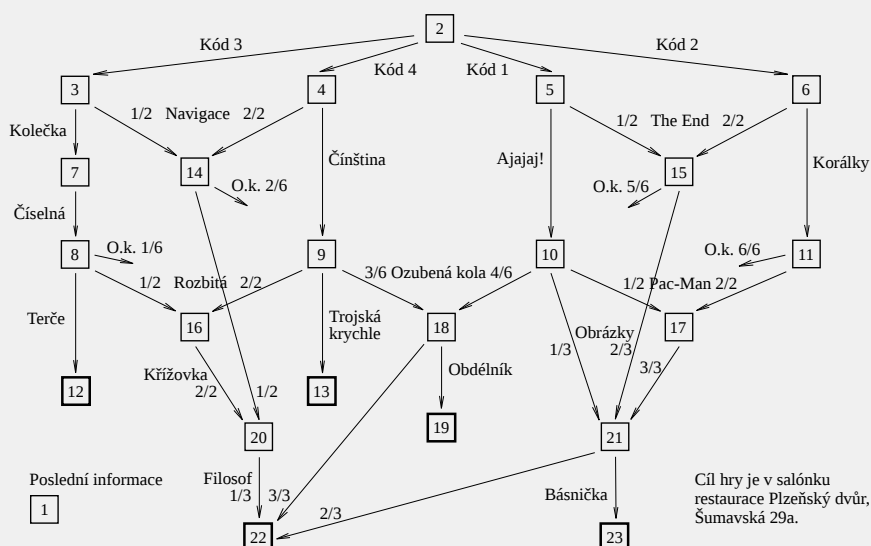 2
Kód 3
Kód 4
Kód 1
Kód 2
3
4
5
6
1/2 Navigace 2/2
1/2 The End 2/2
Kolečka
Čínština
Ajajaj!
Korálky
7
14
15
O.k. 2/6
O.k. 5/6
Číselná
8
O.k. 1/6
9
10
O.k. 6/6
11
1/2 Rozbitá 2/2
3/6 Ozubená kola 4/6
1/2 Pac-Man 2/2
Terče
16
Trojská
krychle
18
Obrázky
17
1/3
2/3
3/3
Křížovka
2/2
1/2
Obdélník
12
13
19
20
21
Poslední informace
1
Filosof
1/3
3/3
2/3
Básnička
22
23
Cíl hry je v salónku
restaurace Plzeňský dvůr,
Šumavská 29a.